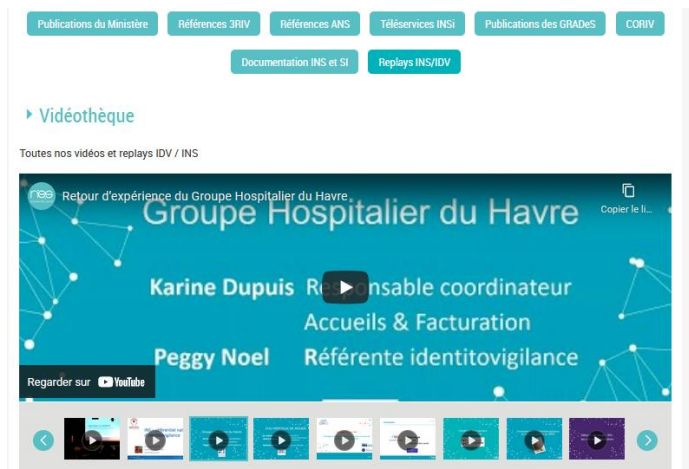 Publications du Ministère Références 3RIV Références ANS Téléservices INSi Publications des GRADeS CORIV
Documentation INS et SI Replays INS/IDV
Vidéothèque
Toutes nos vidéos et replays IDV / INS
nes Retour d'expérience du Groupe Hospitalier du Havre
Copier le li...
Groupe Hospitalier du Havre
Karine Dupuis Responsable coordinateur
Accueils & Facturation
Peggy Noel Référente identitovigilance
Regarder sur YouTube